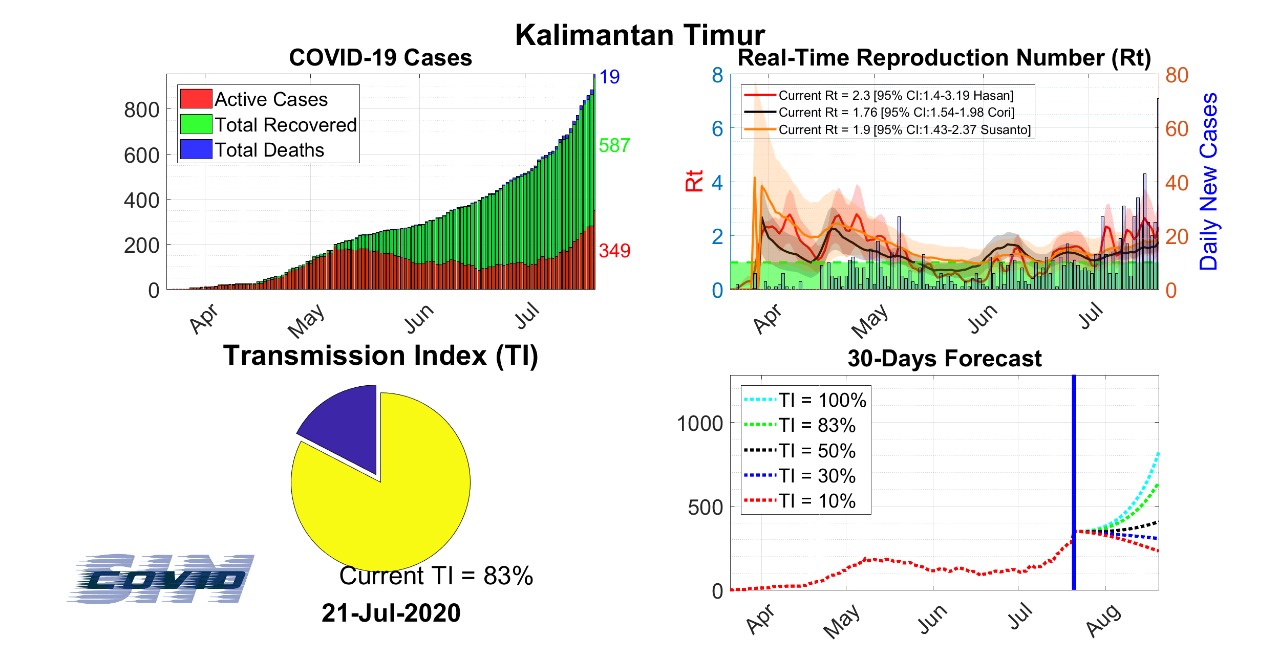 Kalimantan Timur
COVID-19 Cases
19
587
349
Active Cases
Total Recovered
Total Deaths
800
600
400
200
0
Apr
May
Jun
Jul
Real-Time Reproduction Number (Rt)
Current Rt = 2.3 [95% CI:1.4-3.19 Hasan]
Current Rt = 1.76 [95% CI:1.54-1.98 Cori]
Current Rt = 1.9 [95% CI:1.43-2.37 Susanto]
Rt
8
6
4
2
0
80
60
40
20
0
Daily New Cases
Apr
May
Jun
Jul
Transmission Index (TI)
Current TI = 83%
21-Jul-2020
SIN
COVID
30-Days Forecast
TI = 100%
TI = 83%
TI = 50%
TI = 30%
TI = 10%
1000
500
0
Apr
May
Jun
Jul
Aug